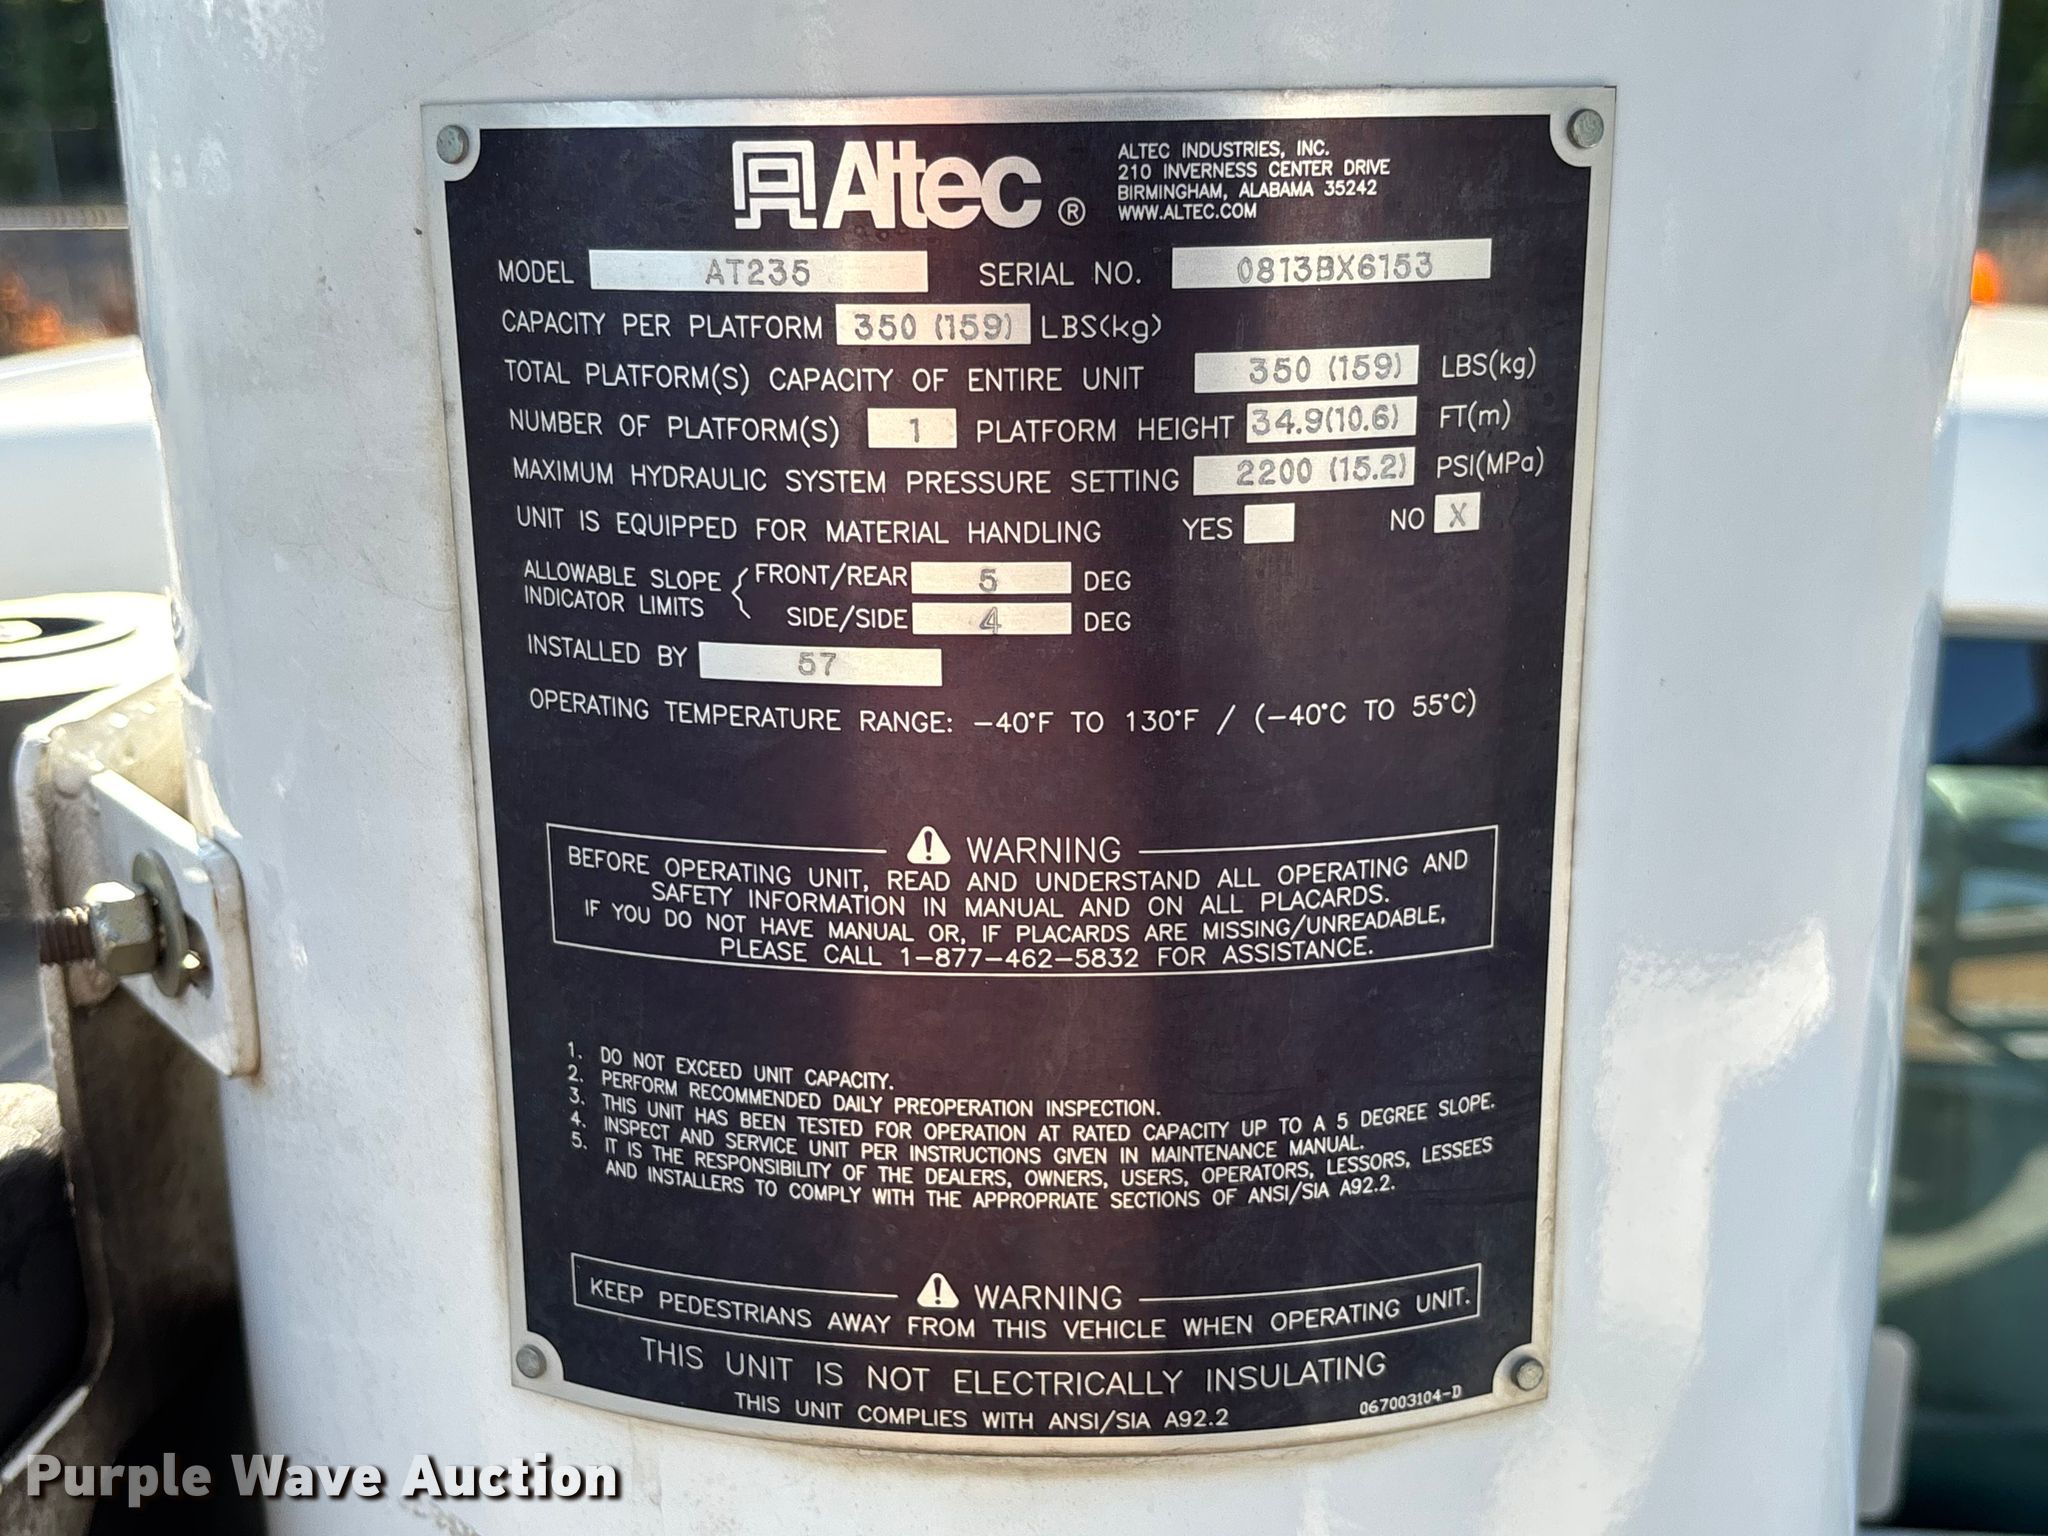 Altec ®
ALTEC INDUSTRIES, INC.
210 INVERNESS CENTER DRIVE
BIRMINGHAM, ALABAMA 35242
WWW.ALTEC.COM
MODEL AT235 SERIAL NO. 0813BX6153
CAPACITY PER PLATFORM 350 (159) LBS(kg)
TOTAL PLATFORM(S) CAPACITY OF ENTIRE UNIT 350 (159) LBS(kg)
NUMBER OF PLATFORM(S) 1 PLATFORM HEIGHT 34.9(10.6) FT(m)
MAXIMUM HYDRAULIC SYSTEM PRESSURE SETTING 2200 (15.2) PSI(MPa)
UNIT IS EQUIPPED FOR MATERIAL HANDLING YES NO X
ALLOWABLE SLOPE INDICATOR LIMITS { FRONT/REAR 5 DEG
SIDE/SIDE 4 DEG
INSTALLED BY 57
OPERATING TEMPERATURE RANGE: -40°F TO 130°F / (-40°C TO 55°C)
WARNING
BEFORE OPERATING UNIT, READ AND UNDERSTAND ALL OPERATING AND
SAFETY INFORMATION IN MANUAL AND ON ALL PLACARDS.
IF YOU DO NOT HAVE MANUAL OR, IF PLACARDS ARE MISSING/UNREADABLE,
PLEASE CALL 1-877-462-5832 FOR ASSISTANCE.
1. DO NOT EXCEED UNIT CAPACITY.
2. PERFORM RECOMMENDED DAILY PREOPERATION INSPECTION.
3. THIS UNIT HAS BEEN TESTED FOR OPERATION AT RATED CAPACITY UP TO A 5 DEGREE SLOPE.
4. INSPECT AND SERVICE UNIT PER INSTRUCTIONS GIVEN IN MAINTENANCE MANUAL.
5. IT IS THE RESPONSIBILITY OF THE DEALERS, OWNERS, USERS, OPERATORS, LESSORS, LESSEES
AND INSTALLERS TO COMPLY WITH THE APPROPRIATE SECTIONS OF ANSI/SIA A92.2.
WARNING
KEEP PEDESTRIANS AWAY FROM THIS VEHICLE WHEN OPERATING UNIT.
THIS UNIT IS NOT ELECTRICALLY INSULATING
THIS UNIT COMPLIES WITH ANSI/SIA A92.2
067003104-D
Purple Wave Auction